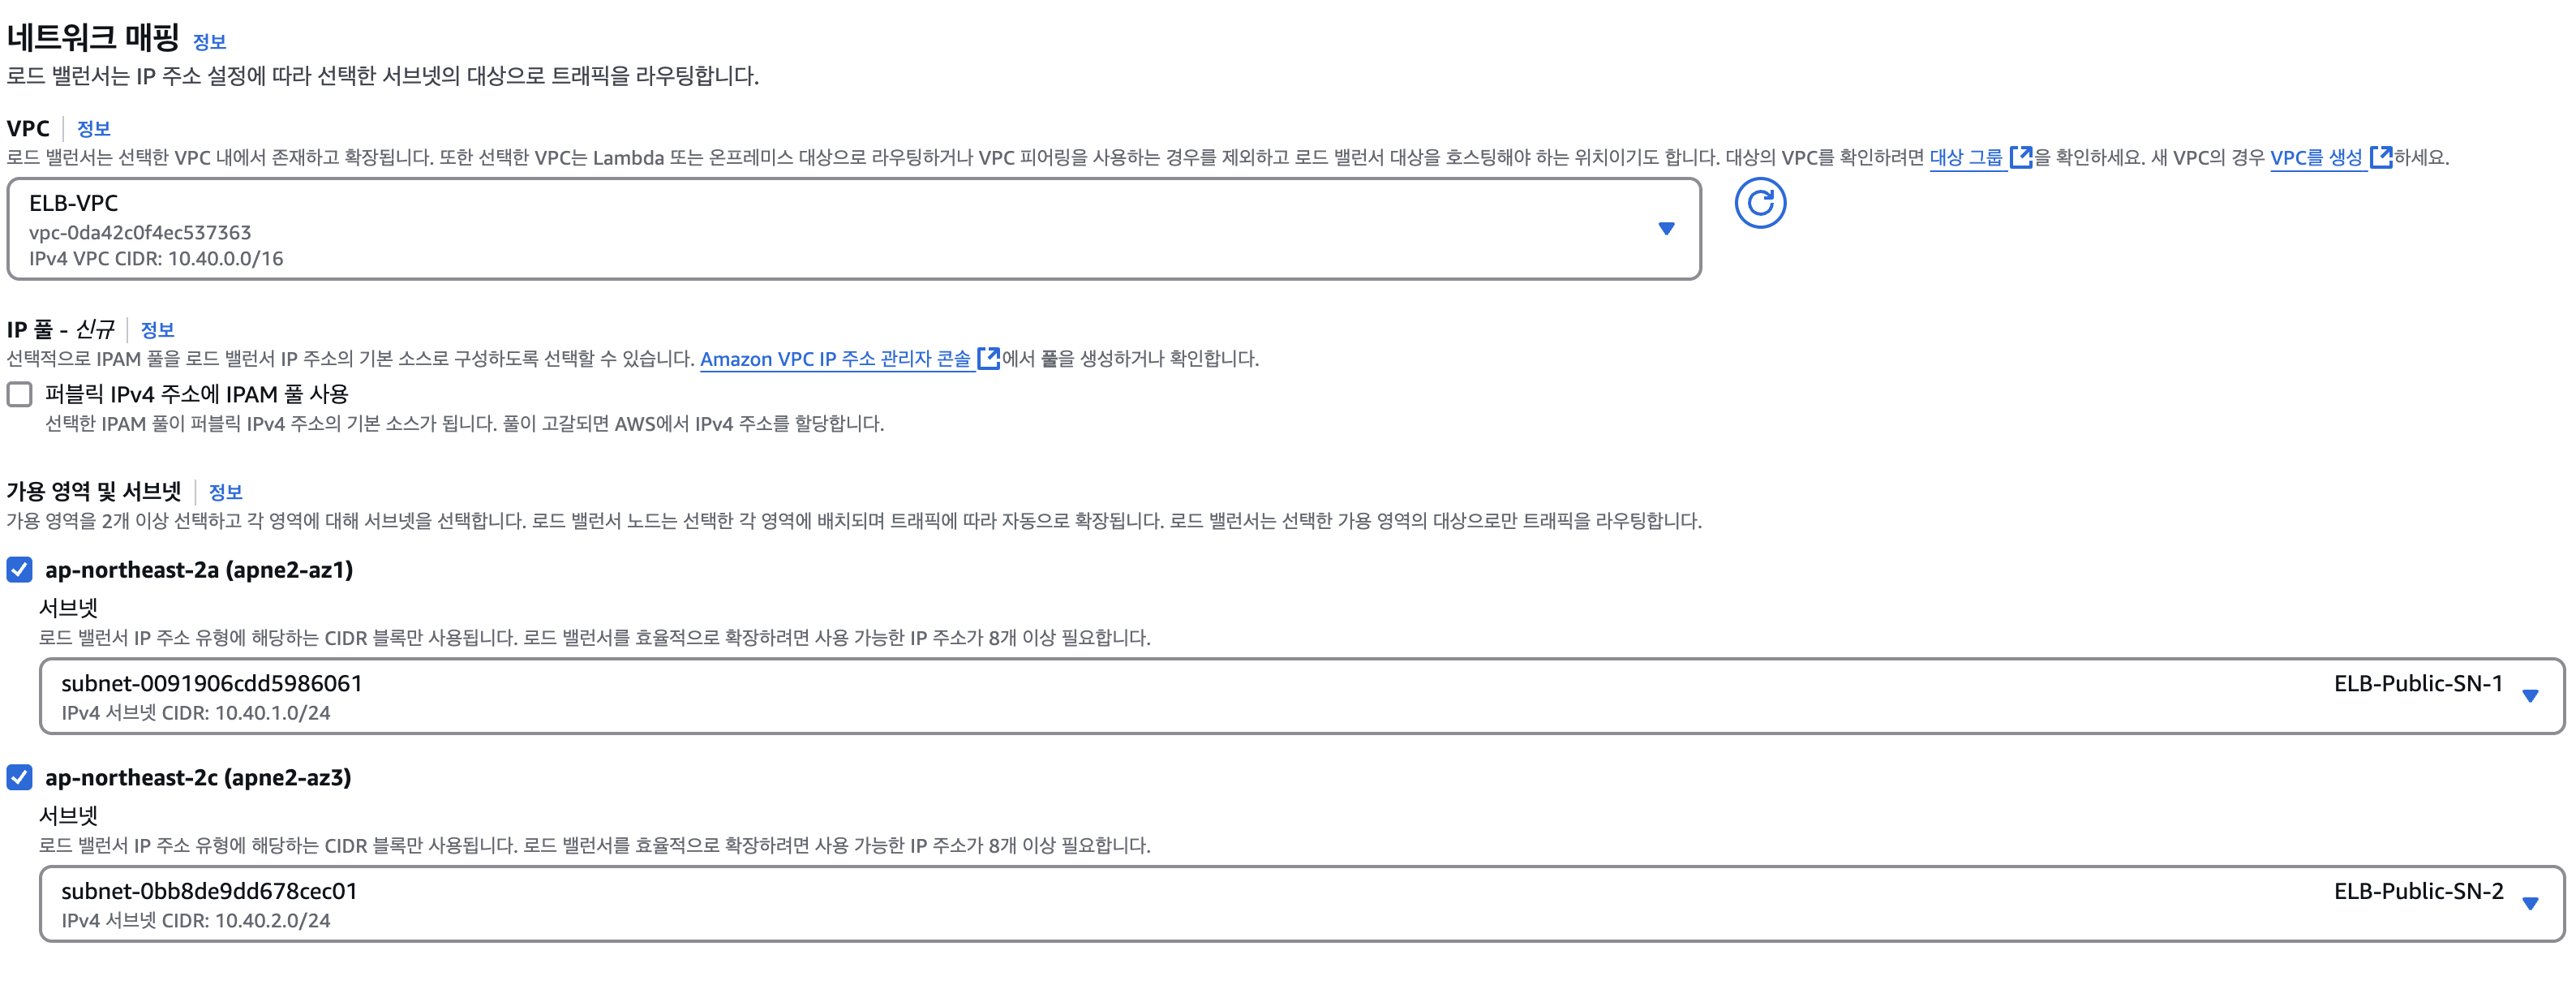 네트워크 매핑 정보
로드 밸런서는 IP 주소 설정에 따라 선택한 서브넷의 대상으로 트래픽을 라우팅합니다.
VPC 정보
로드 밸런서는 선택한 VPC 내에서 존재하고 확장됩니다. 또한 선택한 VPC는 Lambda 또는 온프레미스 대상으로 라우팅하거나 VPC 피어링을 사용하는 경우를 제외하고 로드 밸런서 대상을 호스팅해야 하는 위치이기도 합니다. 대상의 VPC를 확인하려면 대상 그룹을 확인하세요. 새 VPC의 경우 VPC를 생성하세요.
ELB-VPC
vpc-0da42c0f4ec537363
IPv4 VPC CIDR: 10.40.0.0/16
IP 풀 - 신규 정보
선택적으로 IPAM 풀을 로드 밸런서 IP 주소의 기본 소스로 구성하도록 선택할 수 있습니다. Amazon VPC IP 주소 관리자 콘솔에서 풀을 생성하거나 확인합니다.
퍼블릭 IPv4 주소에 IPAM 풀 사용
선택한 IPAM 풀이 퍼블릭 IPv4 주소의 기본 소스가 됩니다. 풀이 고갈되면 AWS에서 IPv4 주소를 할당합니다.
가용 영역 및 서브넷 정보
가용 영역을 2개 이상 선택하고 각 영역에 대해 서브넷을 선택합니다. 로드 밸런서 노드는 선택한 각 영역에 배치되며 트래픽에 따라 자동으로 확장됩니다. 로드 밸런서는 선택한 가용 영역의 대상으로만 트래픽을 라우팅합니다.
ap-northeast-2a (apne2-az1)
서브넷
로드 밸런서 IP 주소 유형에 해당하는 CIDR 블록만 사용됩니다. 로드 밸런서를 효율적으로 확장하려면 사용 가능한 IP 주소가 8개 이상 필요합니다.
subnet-0091906cdd5986061 ELB-Public-SN-1
IPv4 서브넷 CIDR: 10.40.1.0/24
ap-northeast-2c (apne2-az3)
서브넷
로드 밸런서 IP 주소 유형에 해당하는 CIDR 블록만 사용됩니다. 로드 밸런서를 효율적으로 확장하려면 사용 가능한 IP 주소가 8개 이상 필요합니다.
subnet-0bb8de9dd678cec01 ELB-Public-SN-2
IPv4 서브넷 CIDR: 10.40.2.0/24